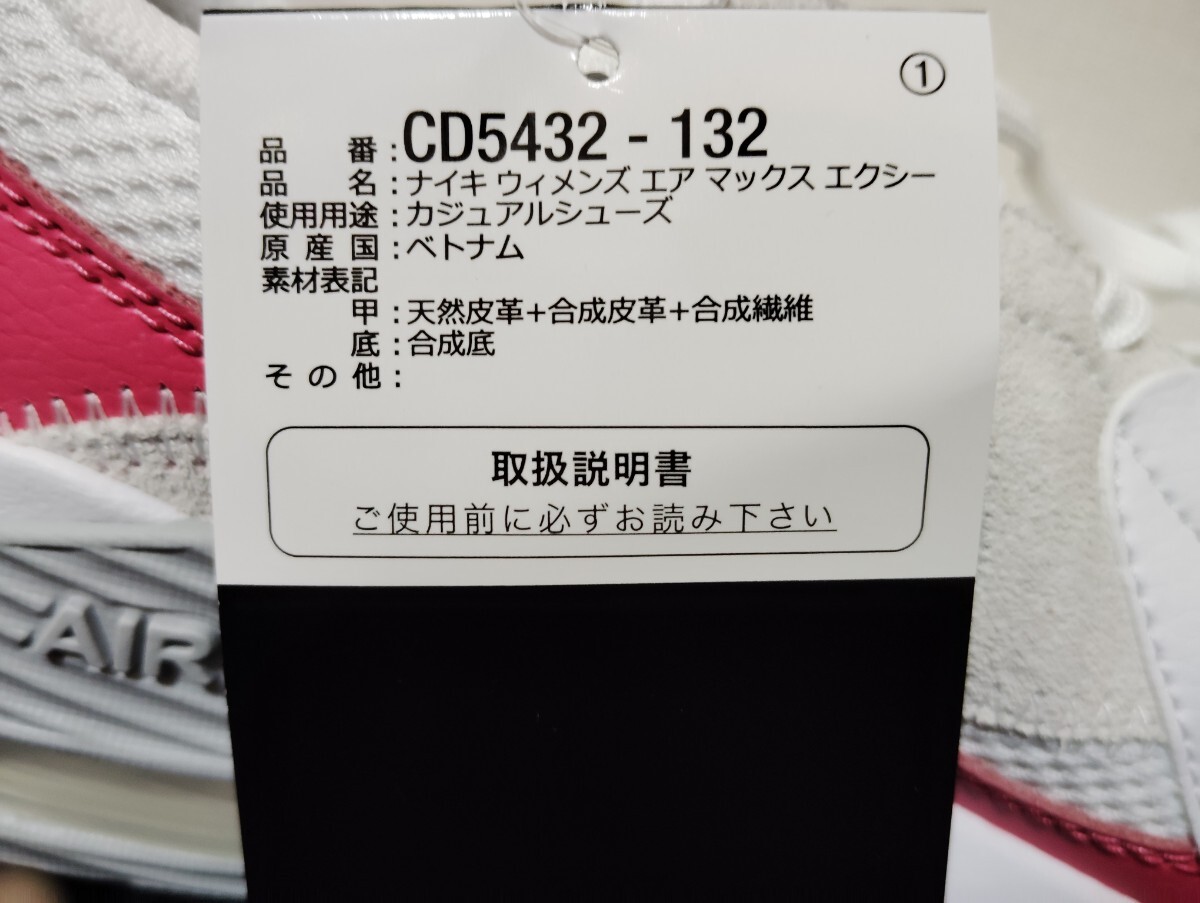 ①
品番:CD5432 - 132
品名:ナイキ ウィメンズ エア マックス エクシー
使用用途:カジュアルシューズ
原産国:ベトナム
素材表記
甲:天然皮革+合成皮革+合成繊維
底:合成底
その他:
取扱説明書
ご使用前に必ずお読み下さい
AIR